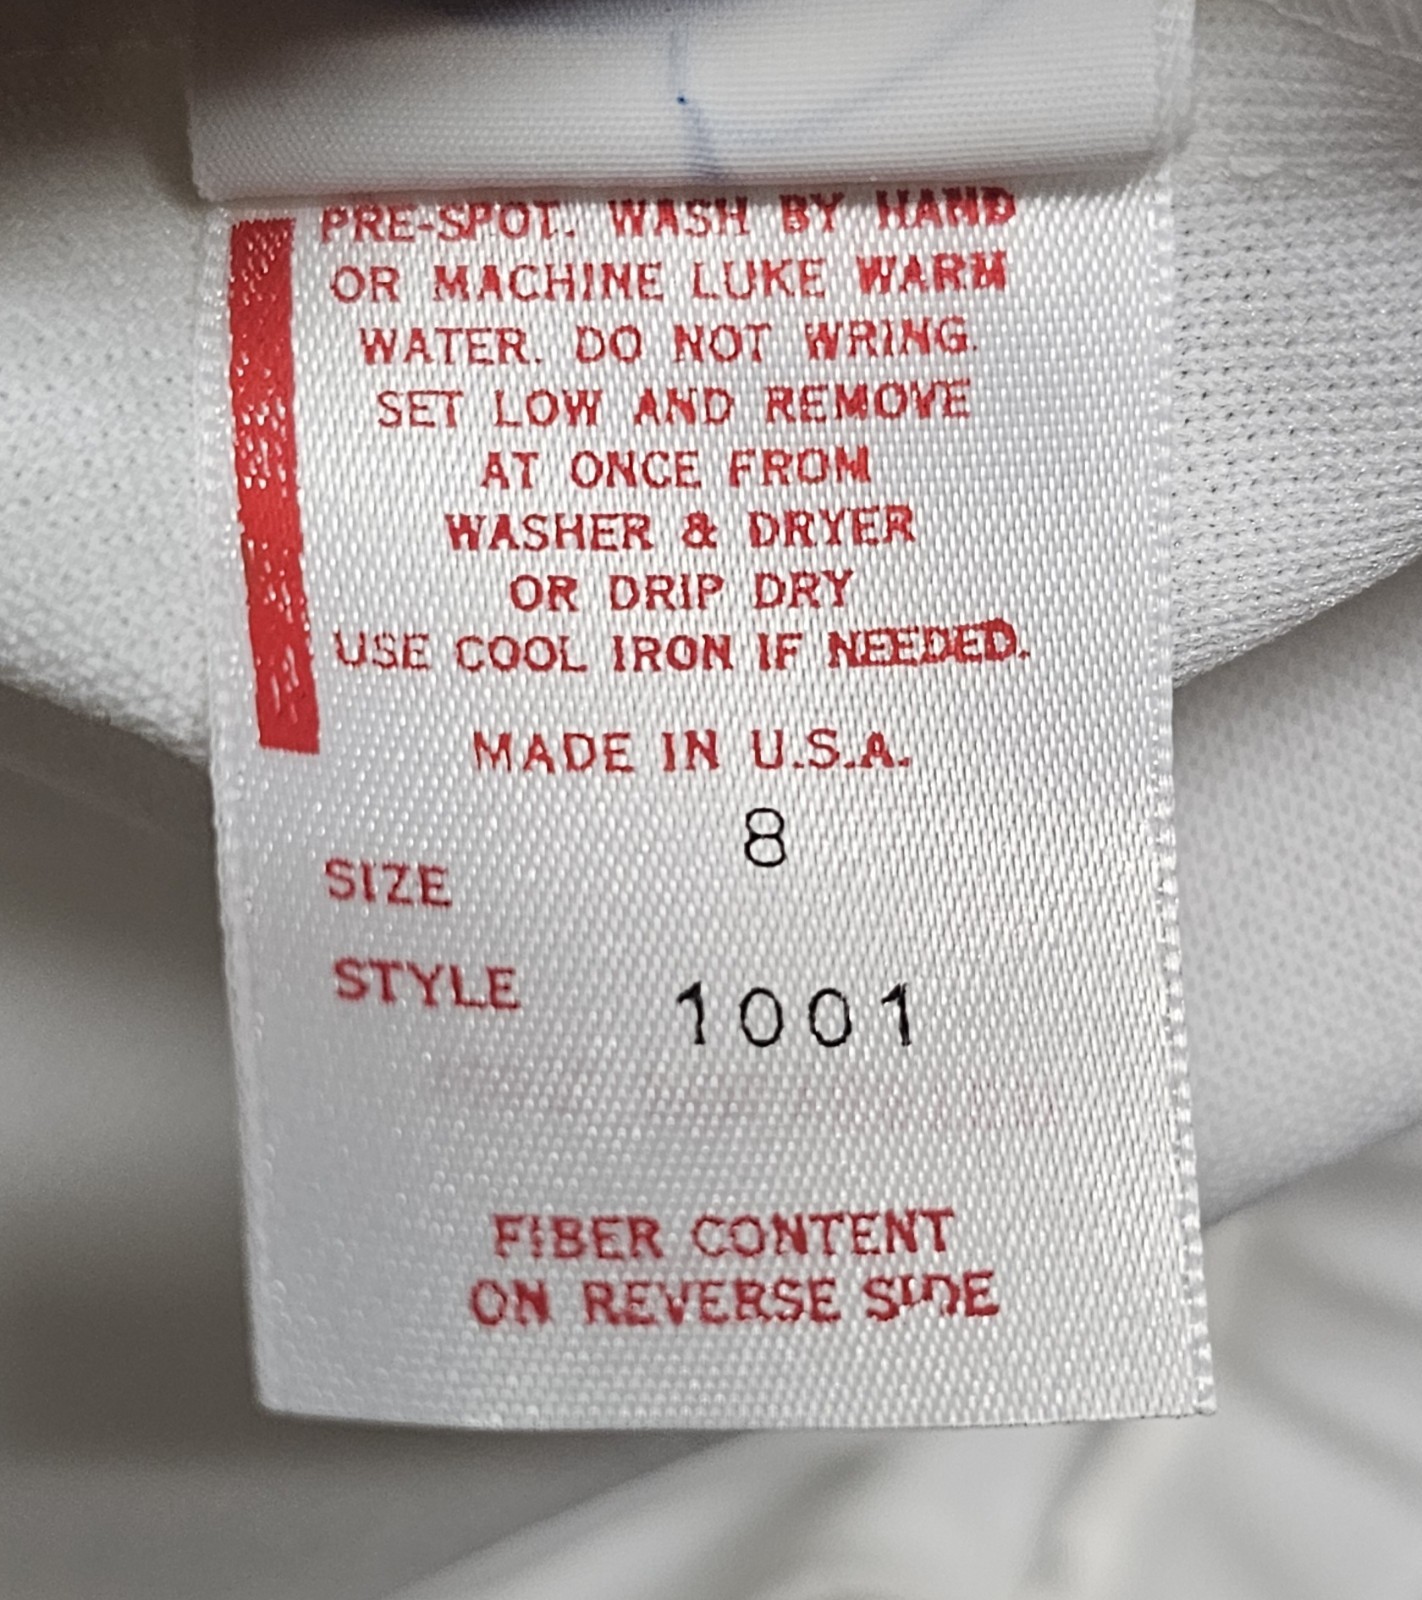 PRE-SPOT. WASH BY HAND
OR MACHINE LUKE WARM
WATER. DO NOT WRING.
SET LOW AND REMOVE
AT ONCE FROM
WASHER & DRYER
OR DRIP DRY
USE COOL IRON IF NEEDED.
MADE IN U.S.A.
8
SIZE
STYLE
1001
FIBER CONTENT
ON REVERSE SIDE